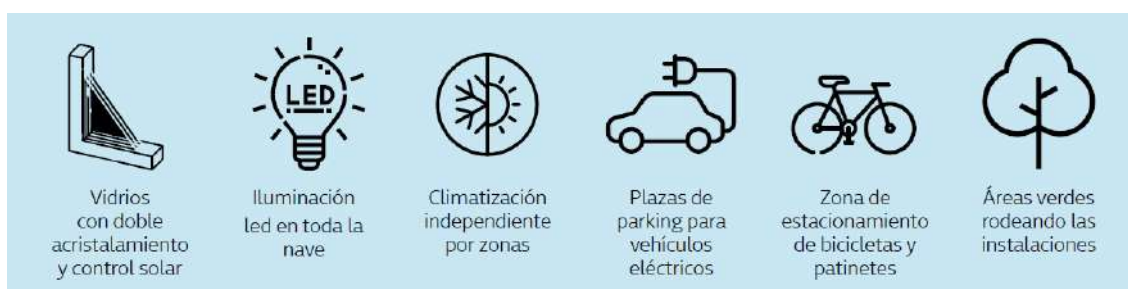 LED
Vidrios
con doble
acristalamiento
y control solar
Iluminación
led en toda la
nave
Climatización
independiente
por zonas
Plazas de
parking para
vehículos
eléctricos
Zona de
estacionamiento
de bicicletas y
patinetes
Áreas verdes
rodeando las
instalaciones